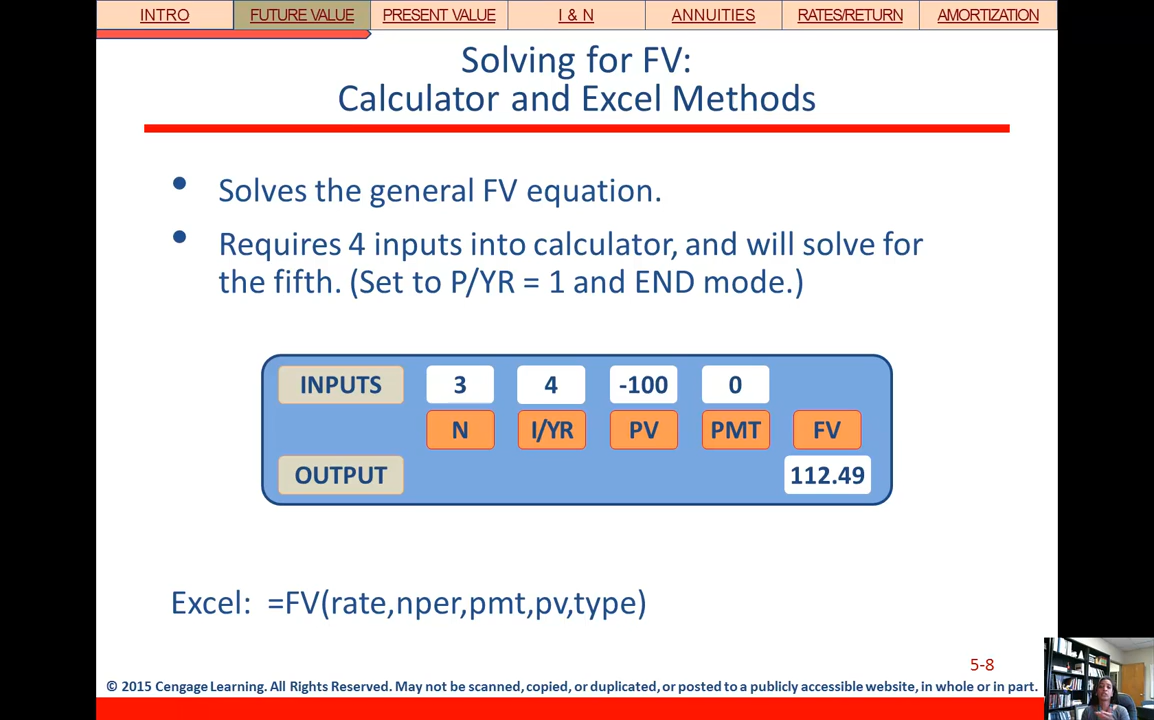 INTRO
FUTURE VALUE
PRESENT VALUE
I & N
ANNUITIES
RATES/RETURN
AMORTIZATION
Solving for FV:
Calculator and Excel Methods
• Solves the general FV equation.
• Requires 4 inputs into calculator, and will solve for
the fifth. (Set to P/YR = 1 and END mode.)
INPUTS 3 4 -100 0
N I/YR PV PMT FV
OUTPUT 112.49
Excel: =FV(rate,nper,pmt,pv,type)
5-8
© 2015 Cengage Learning. All Rights Reserved. May not be scanned, copied, or duplicated, or posted to a publicly accessible website, in whole or in part.